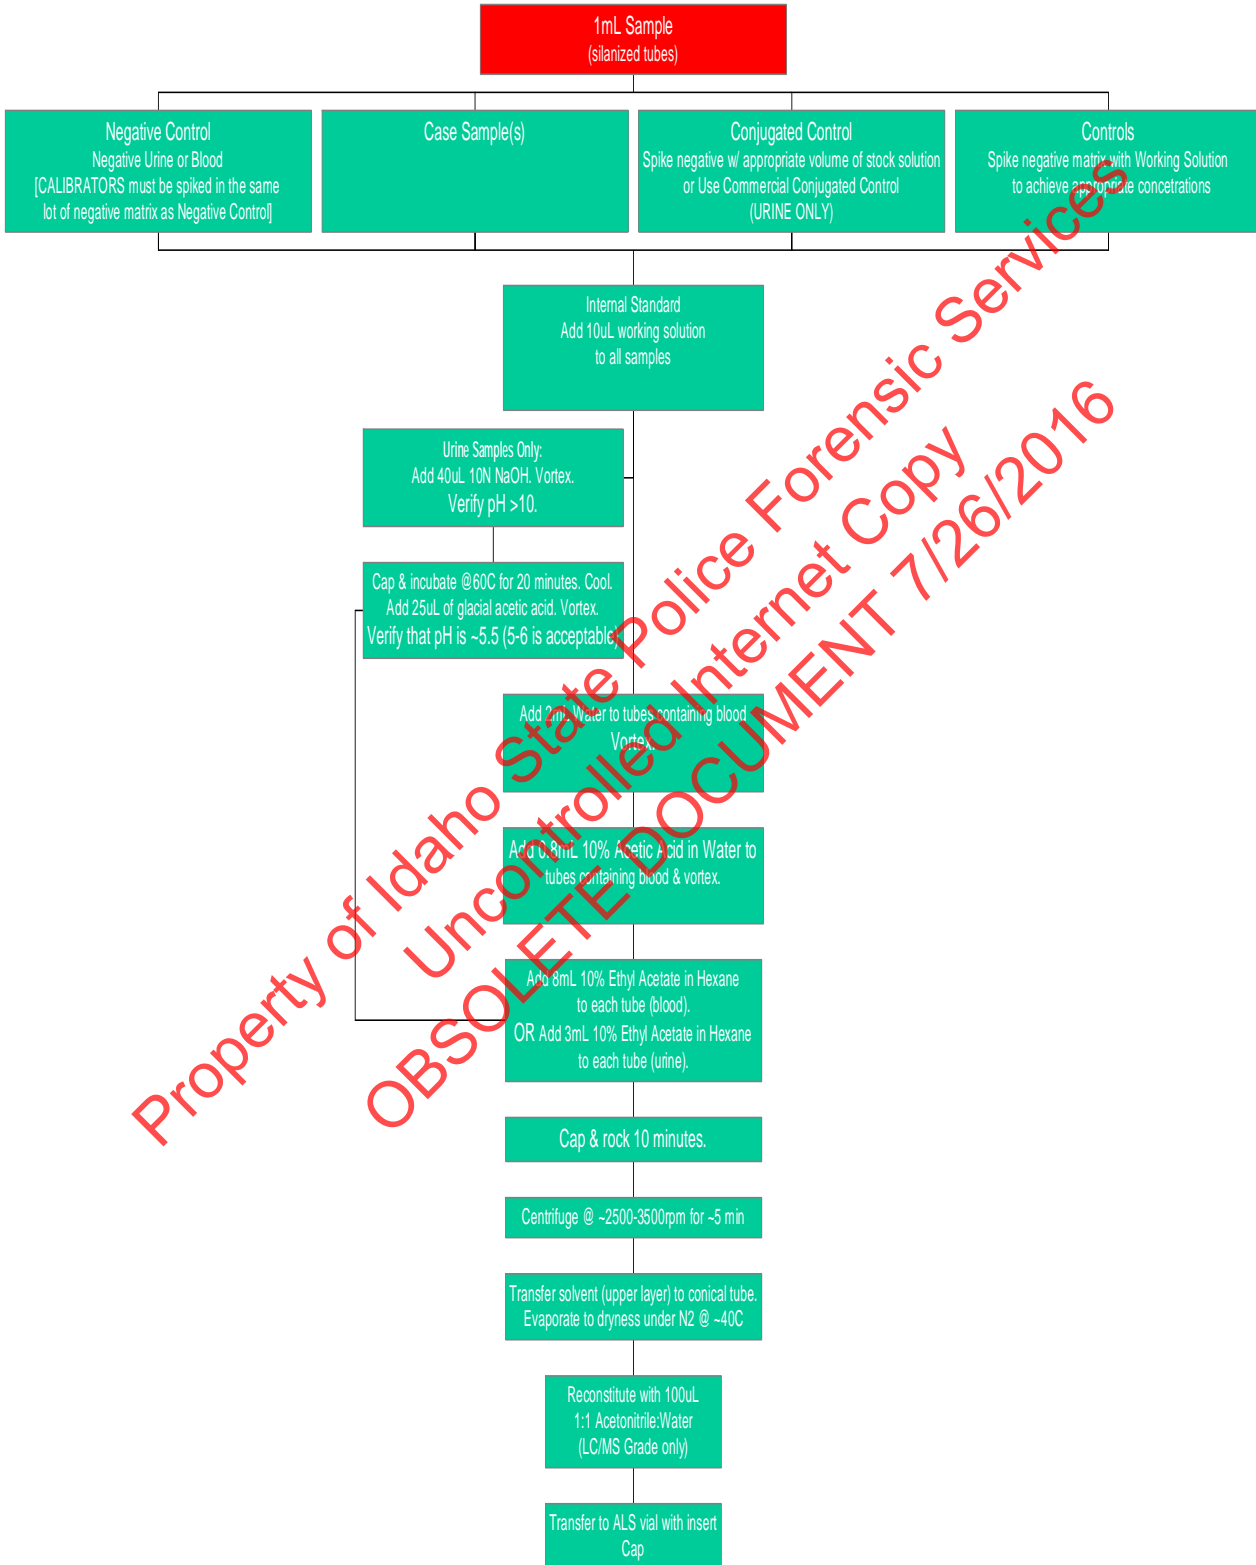 1mL Sample
(silanized tubes)
Negative Control
Negative Urine or Blood
[CALIBRATORS must be spiked in the same
lot of negative matrix as Negative Control]
Case Sample(s)
Conjugated Control
Spike negative w/ appropriate volume of stock solution
or Use Commercial Conjugated Control
(URINE ONLY)
Controls
Spike negative matrix with Working Solution
to achieve appropriate concetrations
Internal Standard
Add 10uL working solution
to all samples
Urine Samples Only:
Add 40uL 10N NaOH. Vortex.
Verify pH >10.
Cap & incubate @60C for 20 minutes. Cool.
Add 25uL of glacial acetic acid. Vortex.
Verify that pH is ~5.5 (5-6 is acceptable)
Add 2mL Water to tubes containing blood
Vortex.
Add 0.8mL 10% Acetic Acid in Water to
tubes containing blood & vortex.
Add 8mL 10% Ethyl Acetate in Hexane
to each tube (blood).
OR Add 3mL 10% Ethyl Acetate in Hexane
to each tube (urine).
Cap & rock 10 minutes.
Centrifuge @ ~2500-3500rpm for ~5 min
Transfer solvent (upper layer) to conical tube.
Evaporate to dryness under N2 @ ~40C
Reconstitute with 100uL
1:1 Acetonitrile:Water
(LC/MS Grade only)
Transfer to ALS vial with insert
Cap
Property of Idaho State Police Forensic Services
Uncontrolled Internet Copy
OBSOLETE DOCUMENT 7/26/2016